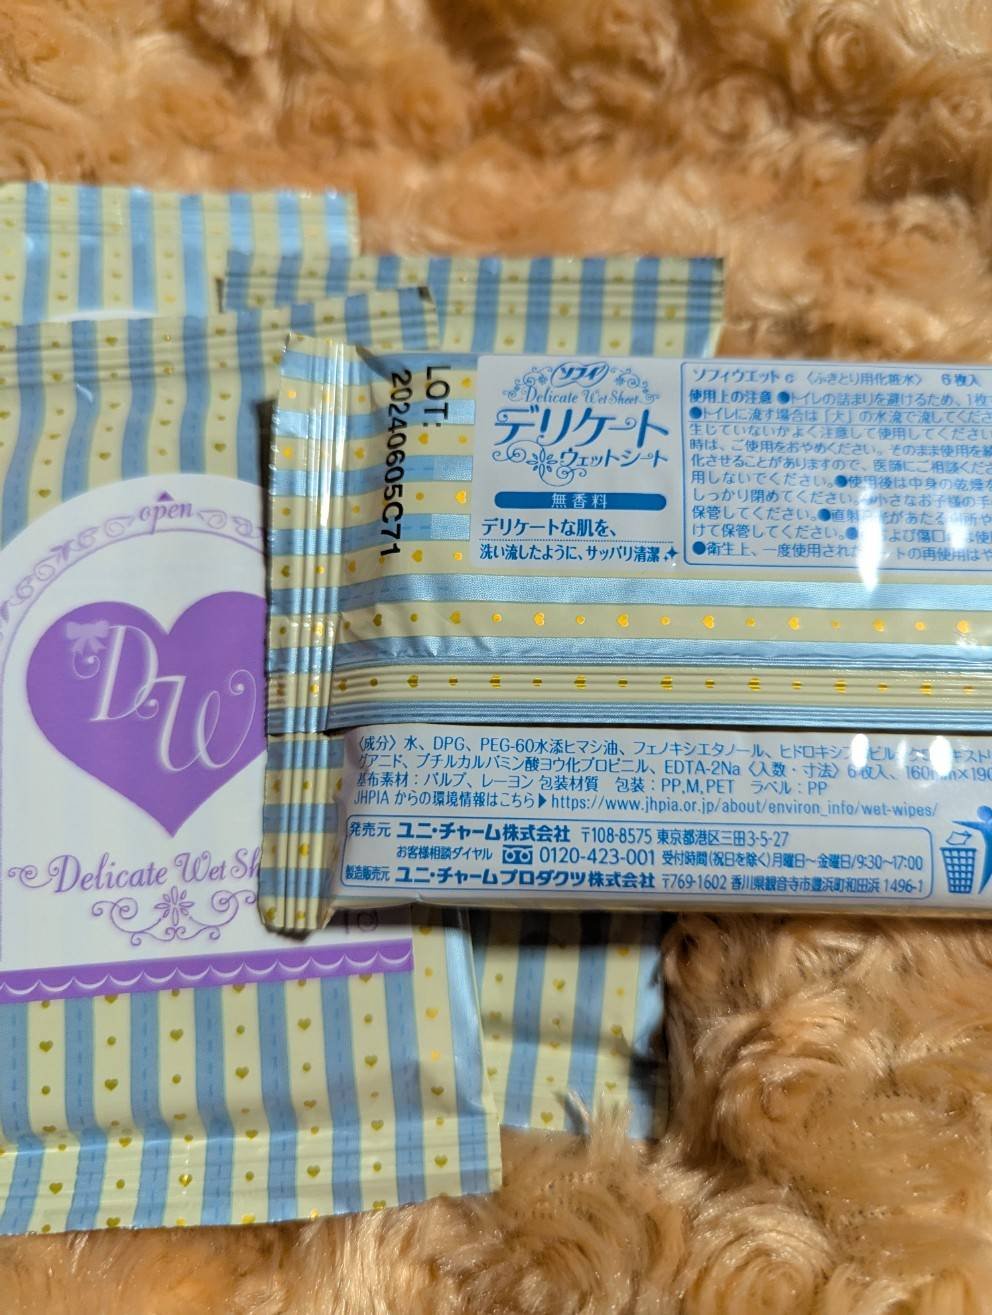 open
DW
Delicate Wet Sh
LOT:
20240605C71
ソフィ
Delicate Wet Sheet
デリケート
ウェットシート
無香料
デリケートな肌を、
洗い流したように、サッパリ清潔
ソフィウエットc 〈ふきとり用化粧水〉 6枚入
使用上の注意 ●トイレの詰まりを避けるため、1枚
●トイレに流す場合は「大」の水流で流してくださ
生じていないかよく注意して使用してください
時は、ご使用をおやめください。そのまま使用を続
化させることがありますので、医師にご相談くださ
用しないでください。●使用後は中身の乾燥を
しっかり閉めてください。●小さなお子様の手
保管してください。●直射 があた 所や
けて保管してください。 傷口 使
●衛生上、一度使用され トの再使用は
〈成分〉水、DPG、PEG-60水添ヒマシ油、フェノキシエタノール、ヒドロキシプ ピル
グアニド、ブチルカルバミン酸ヨウ化プロピニル、EDTA-2Na 〈入数・寸法〉6枚入、160 ×190
基布素材：パルプ、レーヨン 包装材質 包装：PP,M,PET ラベル：PP
JHPIA からの環境情報はこちら▶https://www.jhpia.or.jp/about/environ_info/wet-wipes/
発売元 ユニ・チャーム株式会社 〒108-8575 東京都港区三田3-5-27
お客様相談ダイヤル 0120-423-001 受付時間(祝日を除く)月曜日～金曜日/9:30~17:00
製造販売元 ユニ・チャームプロダクツ株式会社 〒769-1602 香川県観音寺市豊浜町和田浜 1496-1